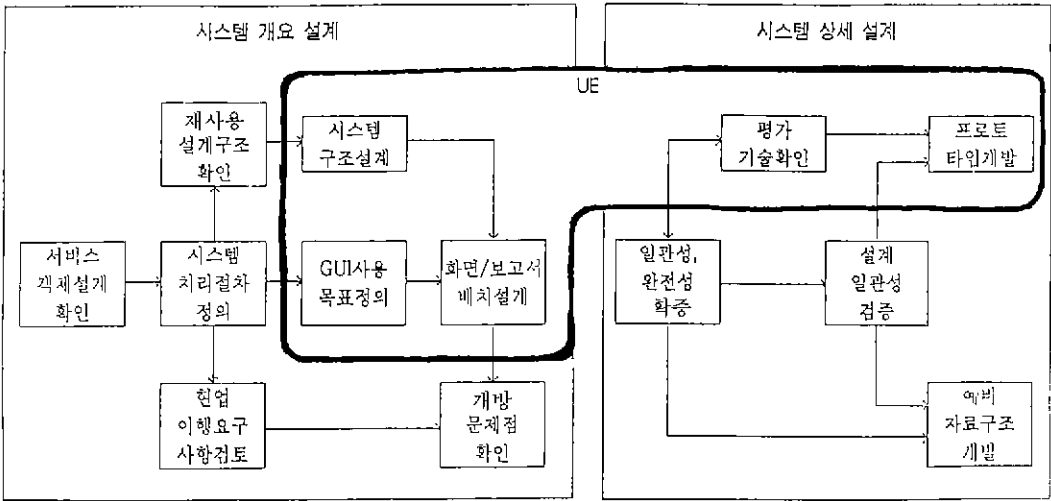 시스템 개요 설계
시스템 상세 설계
UE
재사용
설계구조
확인
시스템
구조설계
평가
기술확인
프로토
타인개발
서비스
객체설계
확인
시스템
처리절차
정의
GUI사용
목표정의
화면/보고서
배치설계
일관성,
완전성
확증
설계
일관성
검증
현업
이행요구
사항검토
개방
문제점
확인
예비
자료구조
개발